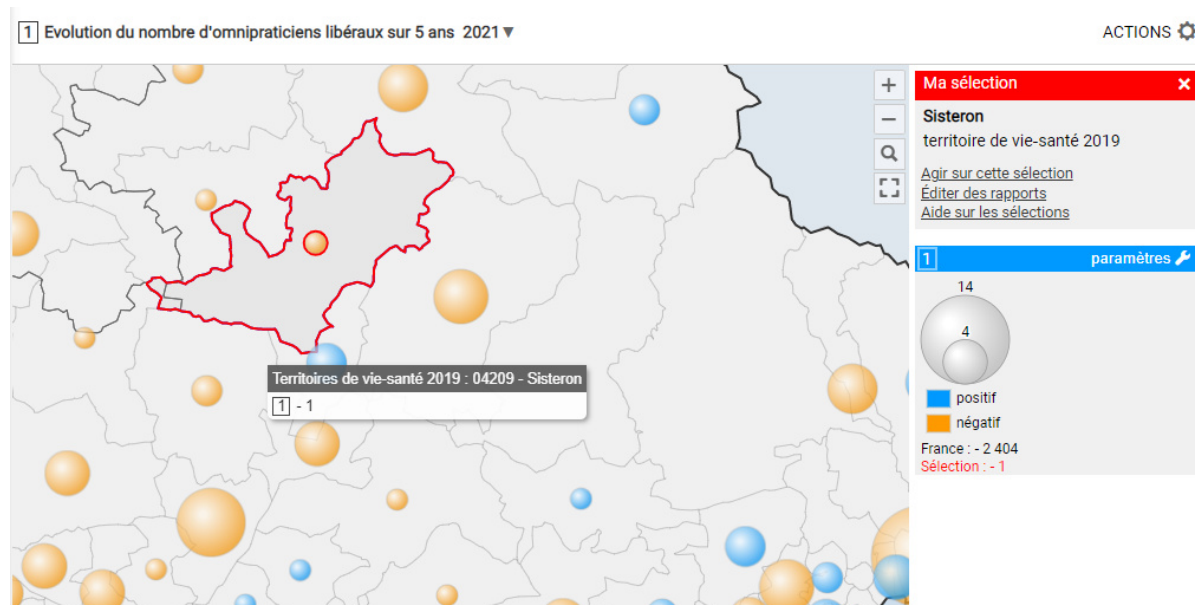 1 Evolution du nombre d'omnipraticiens libéraux sur 5 ans 2021 ▼
ACTIONS
+
−
Ma sélection ×
Sisteron
territoire de vie-santé 2019
Agir sur cette sélection
Éditer des rapports
Aide sur les sélections
1 paramètres
14
4
positif
négatif
France : - 2 404
Sélection : - 1
Territoires de vie-santé 2019 : 04209 - Sisteron
1 - 1